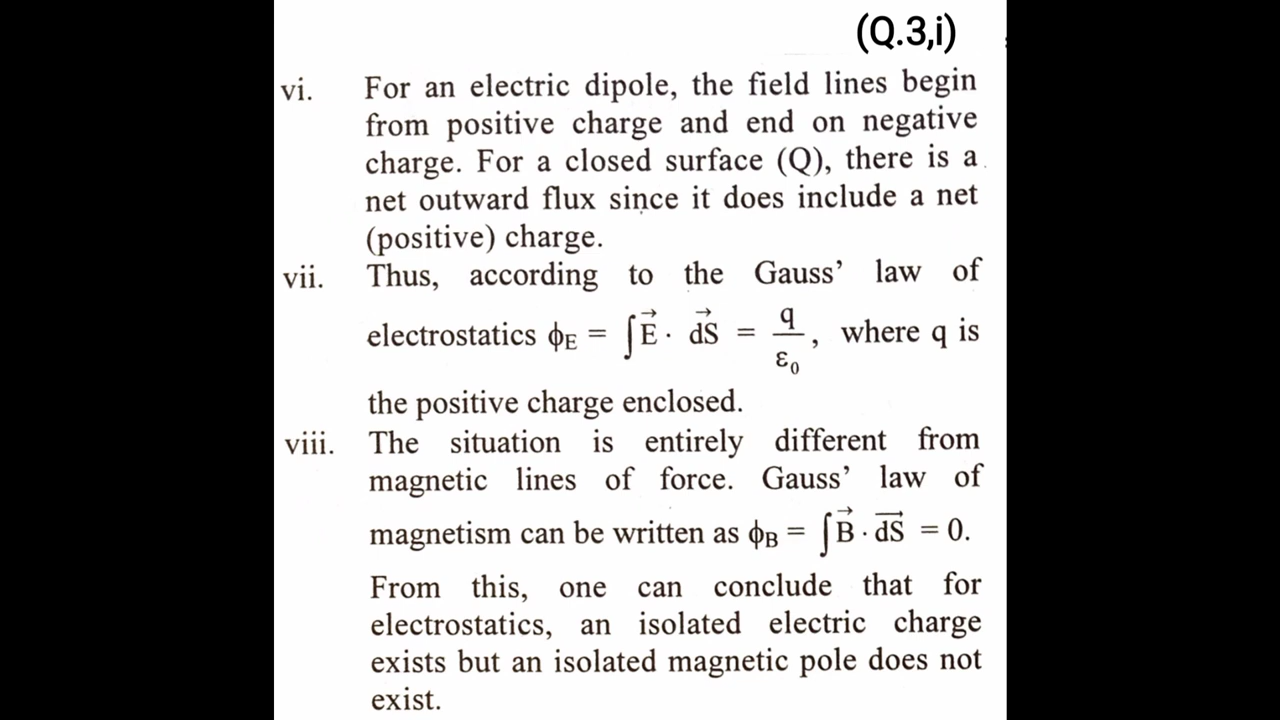 (Q.3,i)
vi. For an electric dipole, the field lines begin
from positive charge and end on negative
charge. For a closed surface (Q), there is a
net outward flux since it does include a net
(positive) charge.
vii. Thus, according to the Gauss’ law of
electrostatics ϕE = ∫E⃗ · dS⃗ = q/ε₀, where q is
the positive charge enclosed.
viii. The situation is entirely different from
magnetic lines of force. Gauss’ law of
magnetism can be written as ϕB = ∫B⃗ · dS⃗ = 0.
From this, one can conclude that for
electrostatics, an isolated electric charge
exists but an isolated magnetic pole does not
exist.